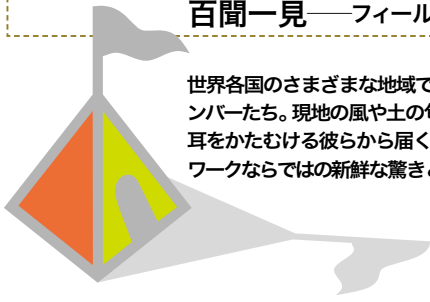 百聞一見──フィール
世界各国のさまざまな地域で
ンバーたち。現地の風や土の匂
耳をかたむける彼らから届く
ワークならではの新鮮な驚き